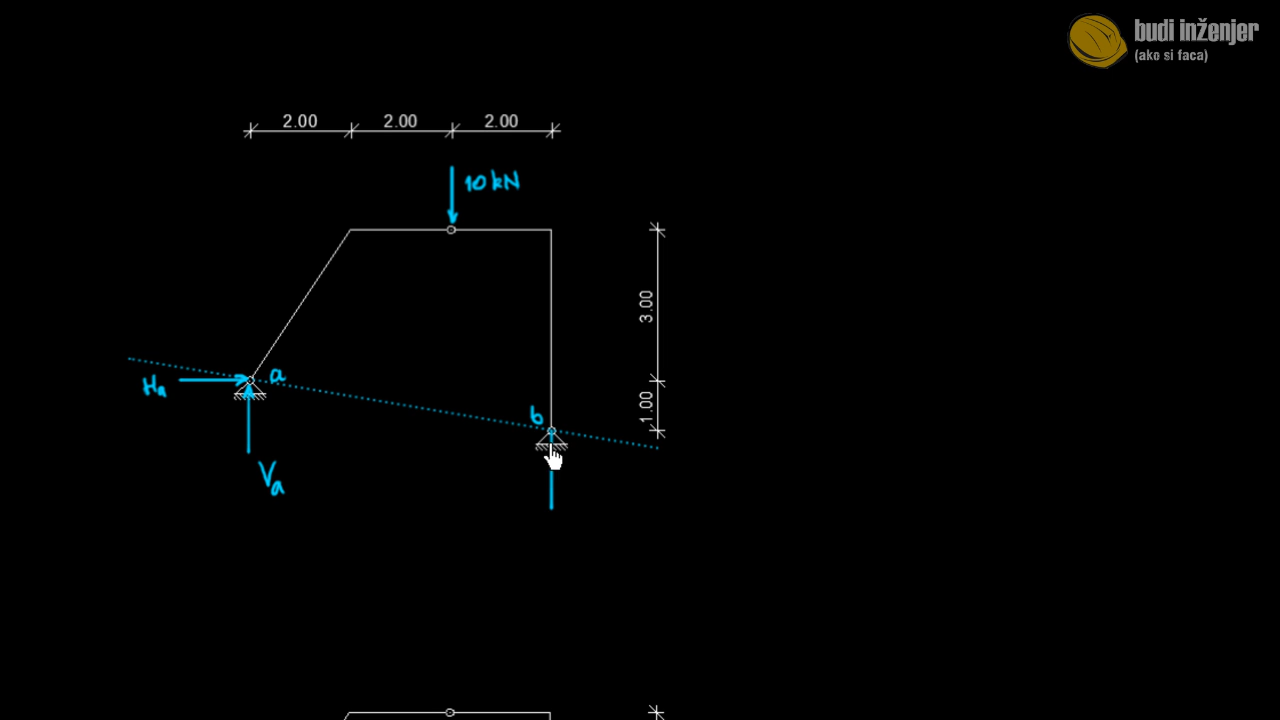 budi inženjer
(ako si faca)
2.00 2.00 2.00
10 kN
3.00
a
Ha
1.00
b
Va